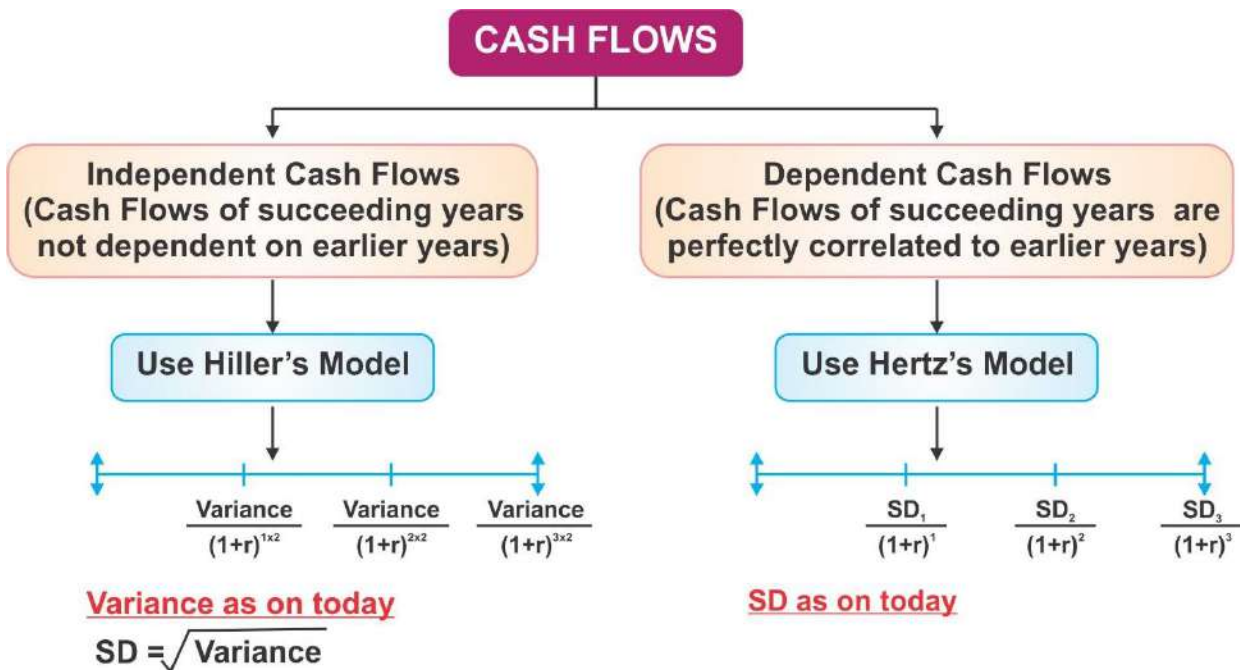 CASH FLOWS
Independent Cash Flows
(Cash Flows of succeeding years
not dependent on earlier years)
Dependent Cash Flows
(Cash Flows of succeeding years are
perfectly correlated to earlier years)
Use Hiller’s Model
Use Hertz’s Model
Variance Variance Variance
(1+r)¹ˣ² (1+r)²ˣ² (1+r)³ˣ²
SD₁ SD₂ SD₃
(1+r)¹ (1+r)² (1+r)³
Variance as on today
SD = √Variance
SD as on today